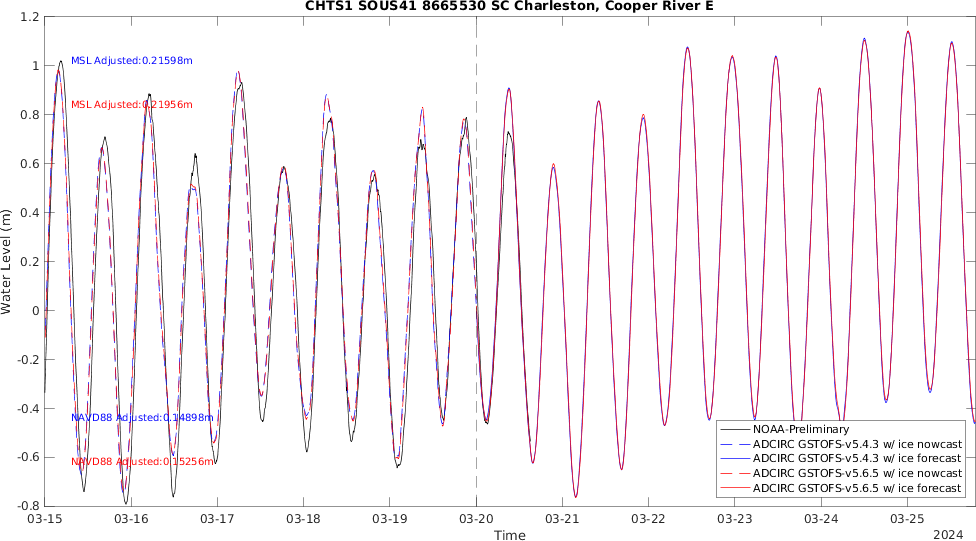 CHTS1 SOUS41 8665530 SC Charleston, Cooper River E
1.2
1
0.8
0.6
0.4
0.2
0
-0.2
-0.4
-0.6
-0.8
Water Level (m)
MSL Adjusted:0.21598m
MSL Adjusted:0.21956m
NAVD88 Adjusted:0.14898m
NAVD88 Adjusted:0.15256m
NOAA-Preliminary
ADCIRC GSTOFS-v5.4.3 w/ ice nowcast
ADCIRC GSTOFS-v5.4.3 w/ ice forecast
ADCIRC GSTOFS-v5.6.5 w/ ice nowcast
ADCIRC GSTOFS-v5.6.5 w/ ice forecast
03-15 03-16 03-17 03-18 03-19 03-20 03-21 03-22 03-23 03-24 03-25
Time
2024